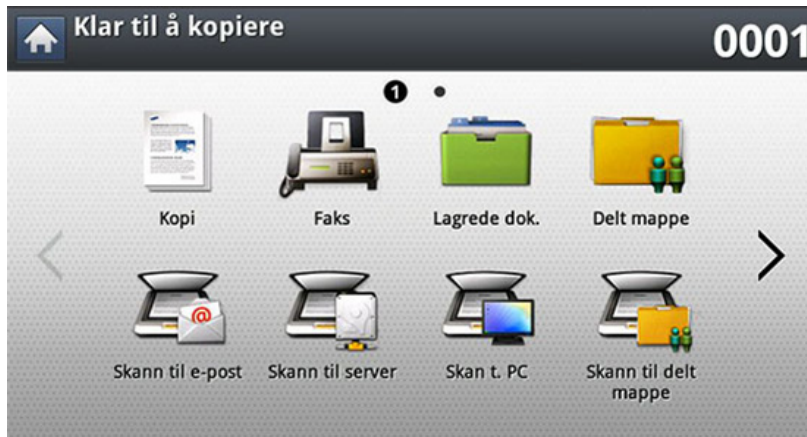 Klar til å kopiere
0001
1
Kopi
Faks
Lagrede dok.
Delt mappe
@
Skann til e-post
Skann til server
Skan t. PC
Skann til delt
mappe